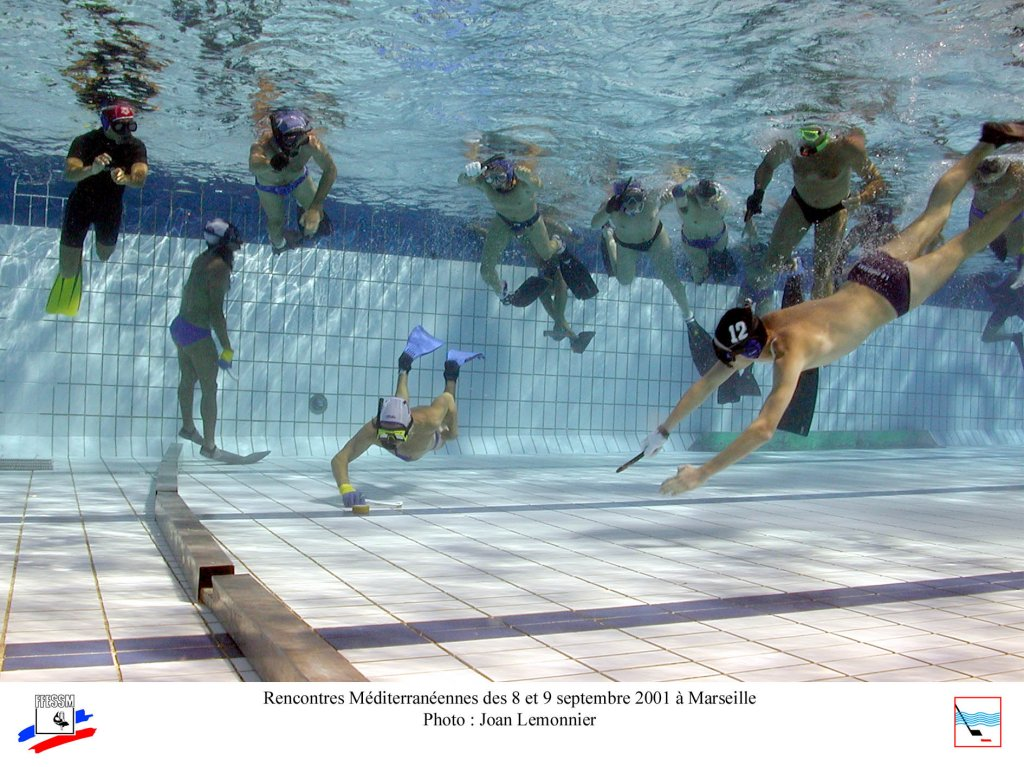 12
Rencontres Méditerranéennes des 8 et 9 septembre 2001 à Marseille
Photo : Joan Lemonnier
FFESSM